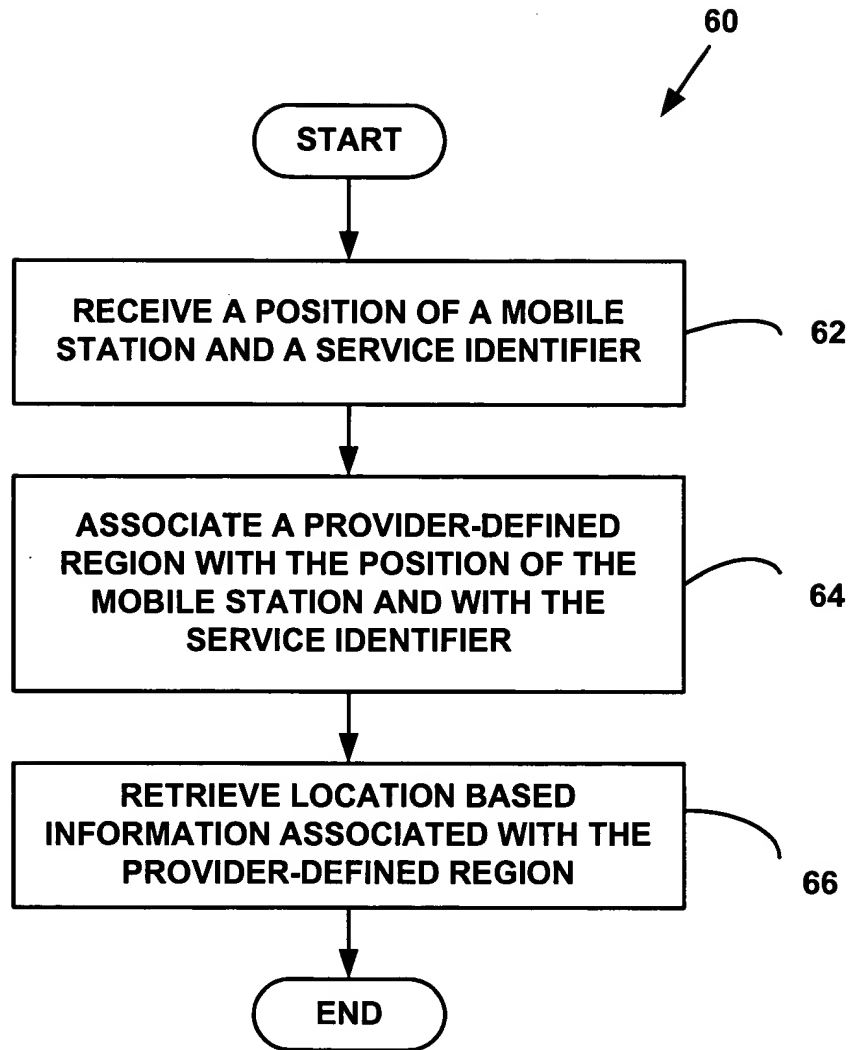 60
START
RECEIVE A POSITION OF A MOBILE
STATION AND A SERVICE IDENTIFIER
62
ASSOCIATE A PROVIDER-DEFINED
REGION WITH THE POSITION OF THE
MOBILE STATION AND WITH THE
SERVICE IDENTIFIER
64
RETRIEVE LOCATION BASED
INFORMATION ASSOCIATED WITH THE
PROVIDER-DEFINED REGION
66
END